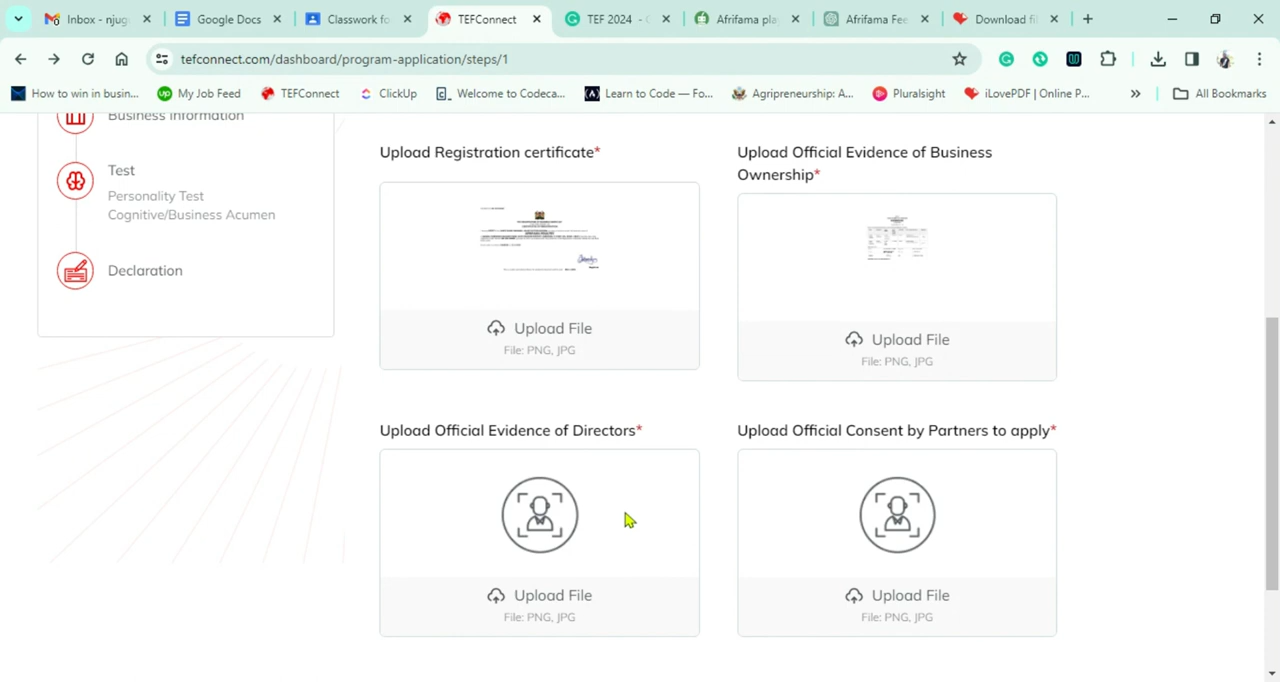 Inbox - njug
Google Docs
Classwork fo
TEFConnect
TEF 2024 -
Afrifama pla
Afrifama Fee
Download fi
tefconnect.com/dashboard/program-application/steps/1
How to win in busin...
My Job Feed
TEFConnect
ClickUp
Welcome to Codeca...
Learn to Code — Fo...
Agripreneurship: A...
Pluralsight
iLovePDF | Online P...
All Bookmarks
Business Information
Test
Personality Test
Cognitive/Business Acumen
Declaration
Upload Registration certificate*
Upload File
File: PNG, JPG
Upload Official Evidence of Business
Ownership*
Upload File
File: PNG, JPG
Upload Official Evidence of Directors*
Upload File
File: PNG, JPG
Upload Official Consent by Partners to apply*
Upload File
File: PNG, JPG